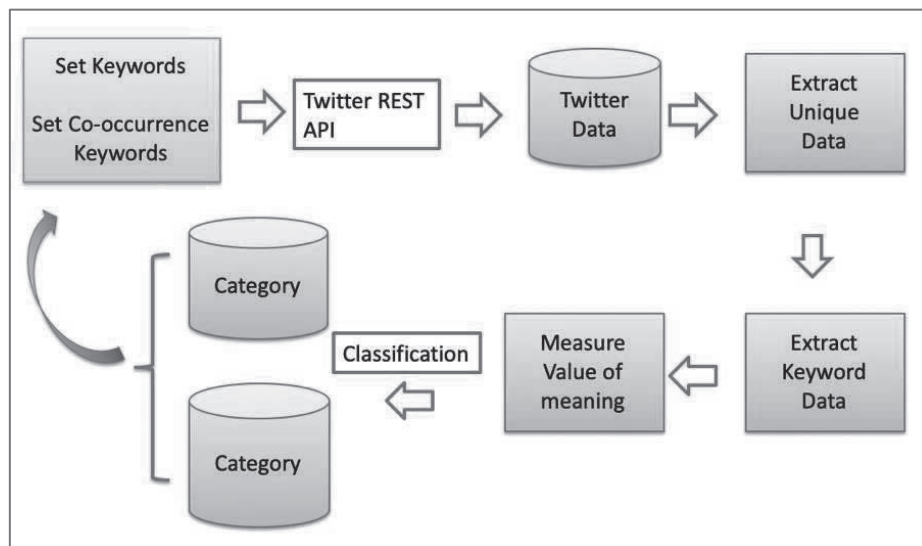 Set Keywords
Set Co-occurrence
Keywords
Twitter REST
API
Twitter
Data
Extract
Unique
Data
Extract
Keyword
Data
Measure
Value of
meaning
Classification
Category
Category